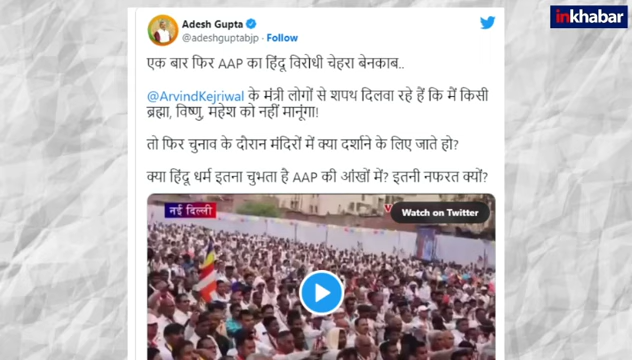 inkhabar
Adesh Gupta
@adeshguptabjp · Follow
एक बार फिर AAP का हिंदू विरोधी चेहरा बेनकाब..
@ArvindKejriwal के मंत्री लोगों से शपथ दिलवा रहे हैं कि मैं किसी
ब्रह्मा, विष्णु, महेश को नहीं मानूंगा!
तो फिर चुनाव के दौरान मंदिरों में क्या दर्शाने के लिए जाते हो?
क्या हिंदू धर्म इतना चुभता है AAP की आंखों में? इतनी नफरत क्यों?
नई दिल्ली
Watch on Twitter